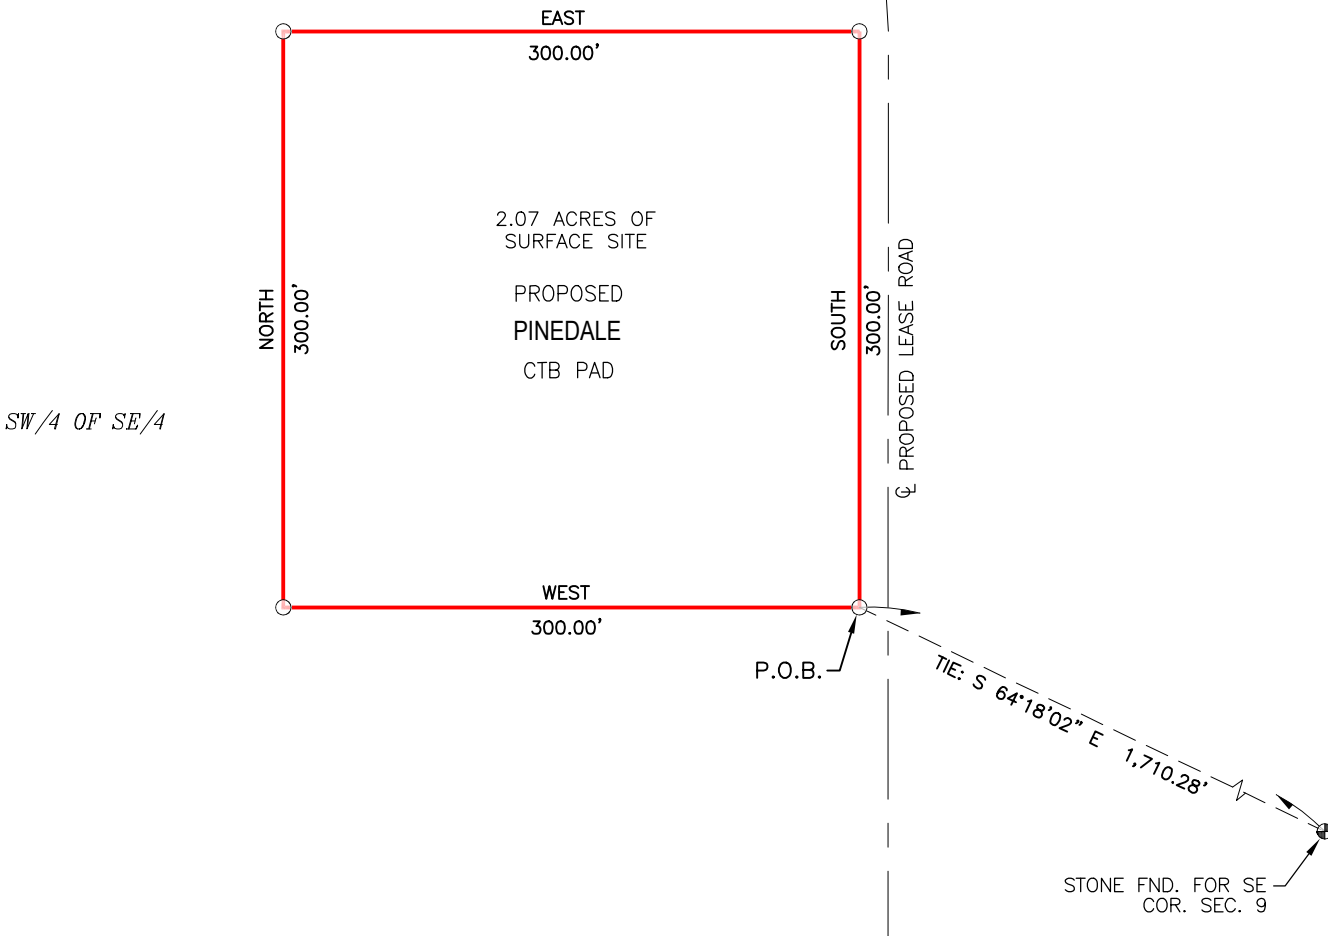 EAST
300.00'
2.07 ACRES OF
SURFACE SITE
PROPOSED
PINEDALE
CTB PAD
NORTH
300.00'
SOUTH
300.00'
℄ PROPOSED LEASE ROAD
SW/4 OF SE/4
WEST
300.00'
P.O.B.
TIE: S 64°18'02" E 1,710.28'
STONE FND. FOR SE
COR. SEC. 9